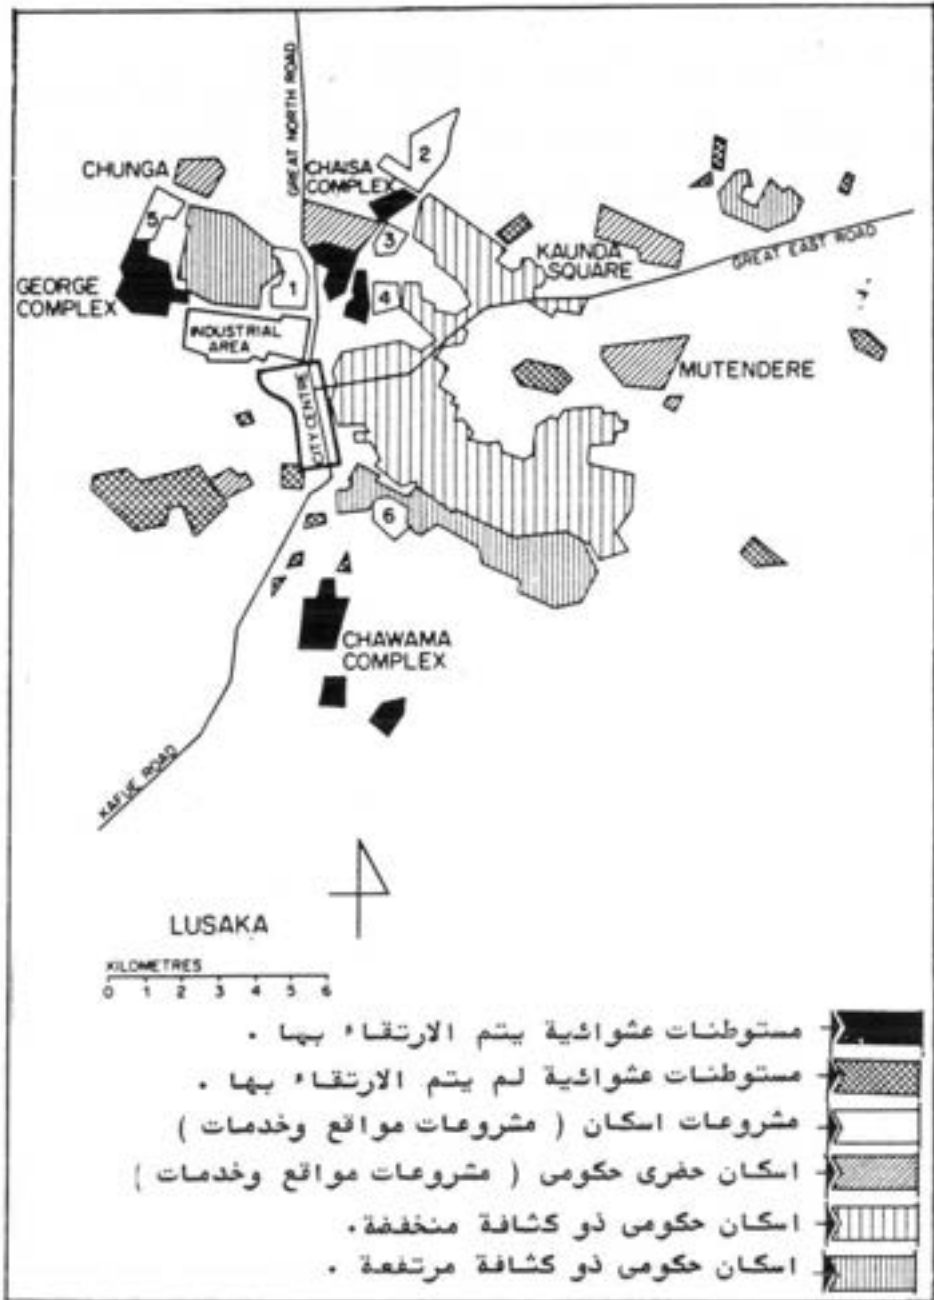 GREAT NORTH ROAD
2
CHAISA
COMPLEX
CHUNGA
5
3
KAUNDA
SQUARE
GREAT EAST ROAD
GEORGE
COMPLEX
1
4
INDUSTRIAL
AREA
MUTENDERE
CITY CENTRE
6
CHAWAMA
COMPLEX
KAFUE ROAD
LUSAKA
KILOMETRES
0 1 2 3 4 5 6
مستوطنات عشوائية يتم الارتقاء بها .
مستوطنات عشوائية لم يتم الارتقاء بها .
مشروعات اسكان ( مشروعات مواقع وخدمات )
اسكان حضرى حكومى ( مشروعات مواقع وخدمات )
اسكان حكومى ذو كثافة منخفضة.
اسكان حكومى ذو كثافة مرتفعة .